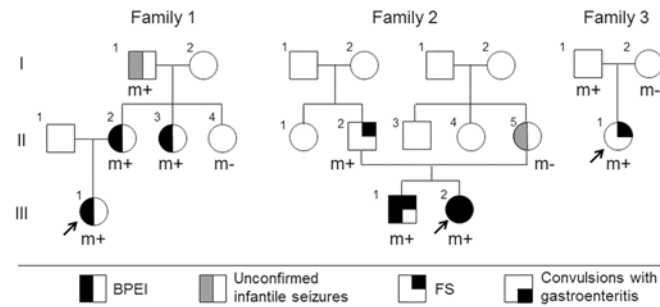 Family 1 Family 2 Family 3
I 1 2 1 2 1 2 1 2
m+ m+ m-
II 1 2 3 4 1 2 3 4 5 1
m+ m+ m- m+ m- m+
III 1 1 2
m+ m+ m+
BPEI Unconfirmed infantile seizures FS Convulsions with gastroenteritis